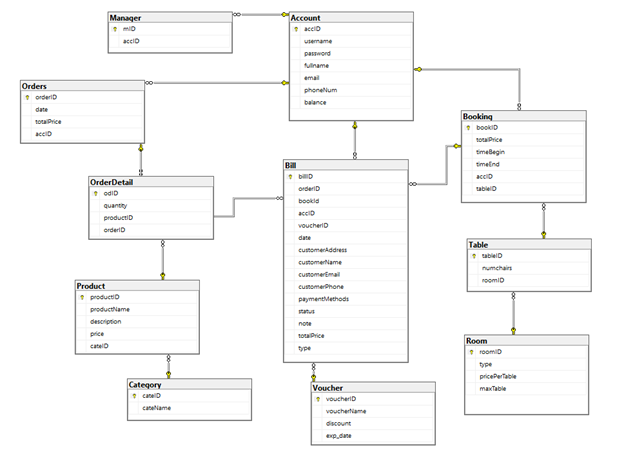 Manager
mID
accID
Account
accID
username
password
fullname
email
phoneNum
balance
Orders
orderID
date
totalPrice
accID
Booking
bookID
totalPrice
timeBegin
timeEnd
accID
tableID
OrderDetail
odID
quantity
productID
orderID
Bill
billID
orderID
bookId
accID
voucherID
date
customerAddress
customerName
customerEmail
customerPhone
paymentMethods
status
note
totalPrice
type
Table
tableID
numchairs
roomID
Product
productID
productName
description
price
cateID
Room
roomID
type
pricePerTable
maxTable
Category
cateID
cateName
Voucher
voucherID
voucherName
discount
exp_date